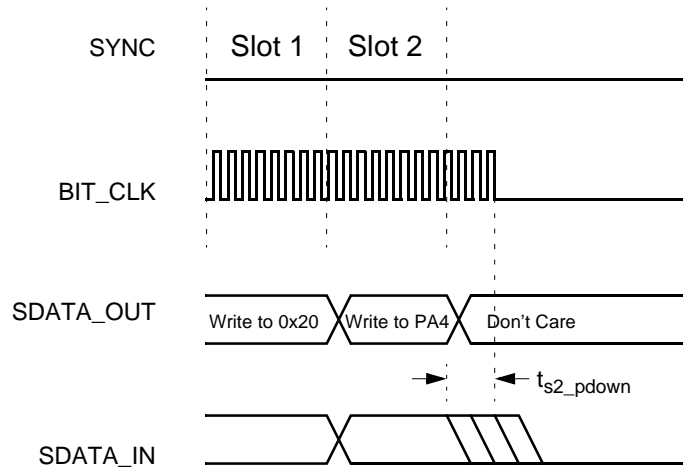 SYNC
Slot 1
Slot 2
BIT_CLK
SDATA_OUT
Write to 0x20
Write to PA4
Don't Care
ts2_pdown
SDATA_IN